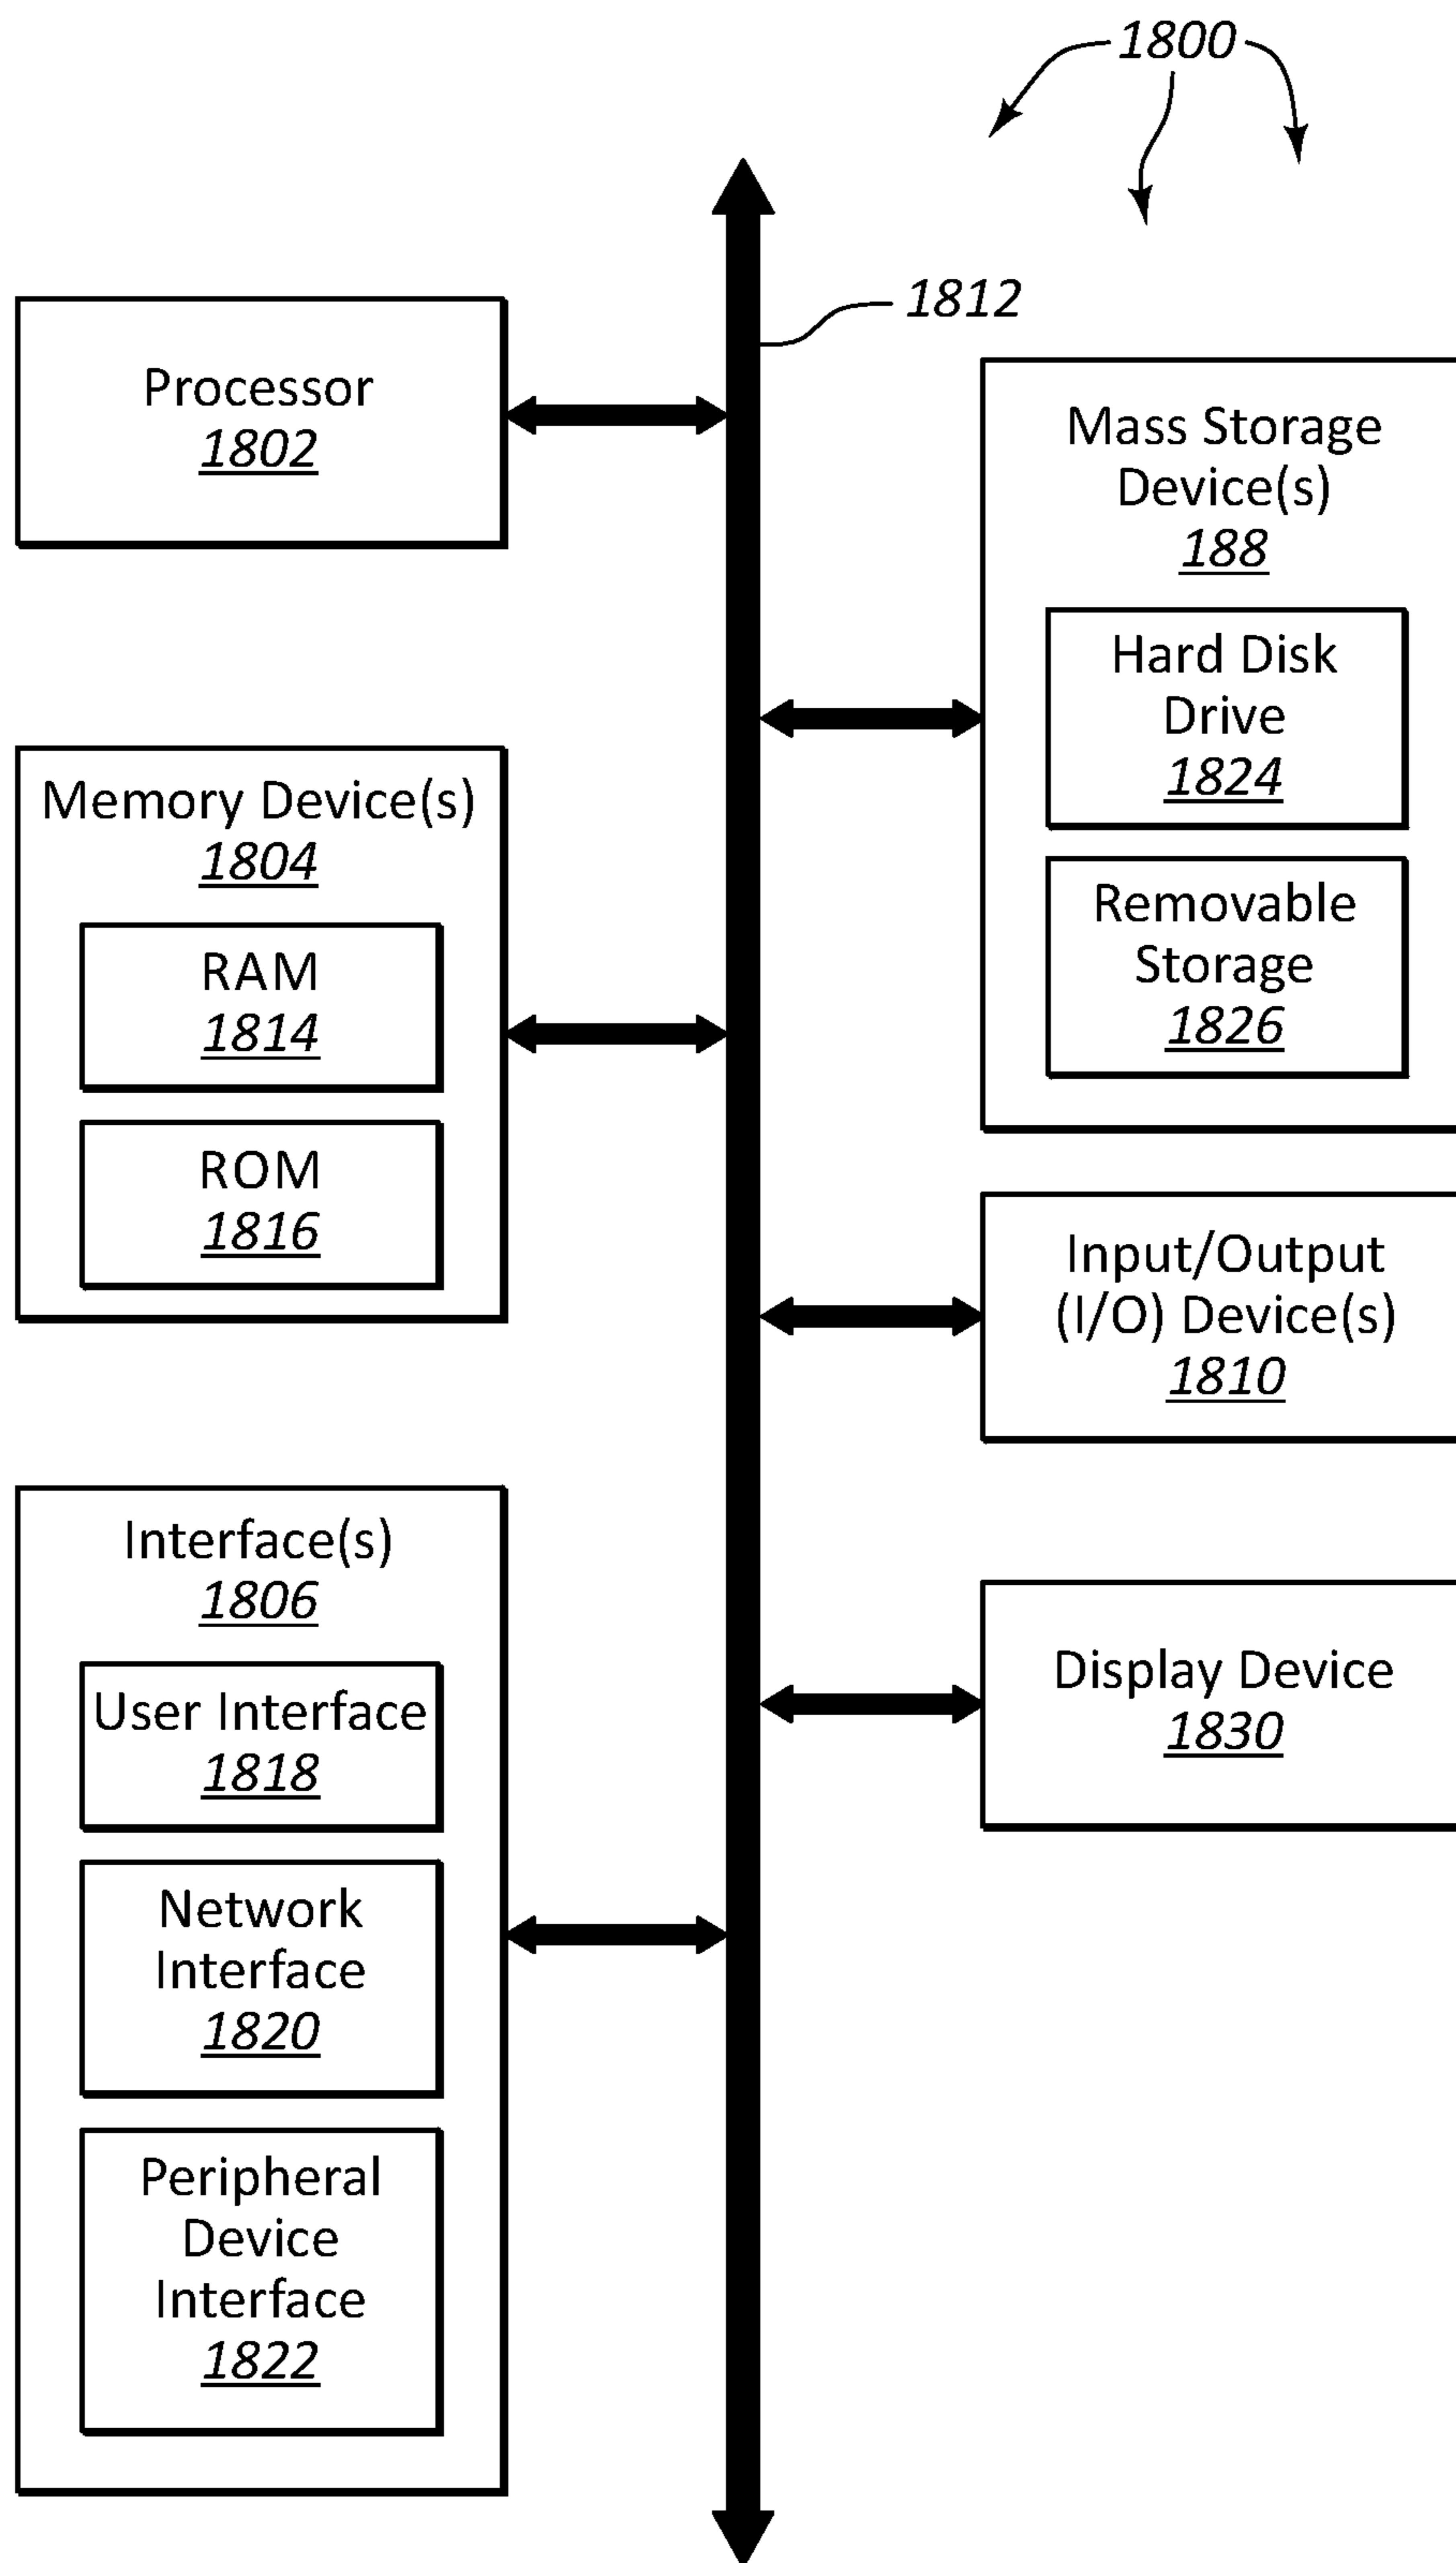 1800
1812
Processor
1802
Memory Device(s)
1804
RAM
1814
ROM
1816
Interface(s)
1806
User Interface
1818
Network
Interface
1820
Peripheral
Device
Interface
1822
Mass Storage
Device(s)
188
Hard Disk
Drive
1824
Removable
Storage
1826
Input/Output
(I/O) Device(s)
1810
Display Device
1830